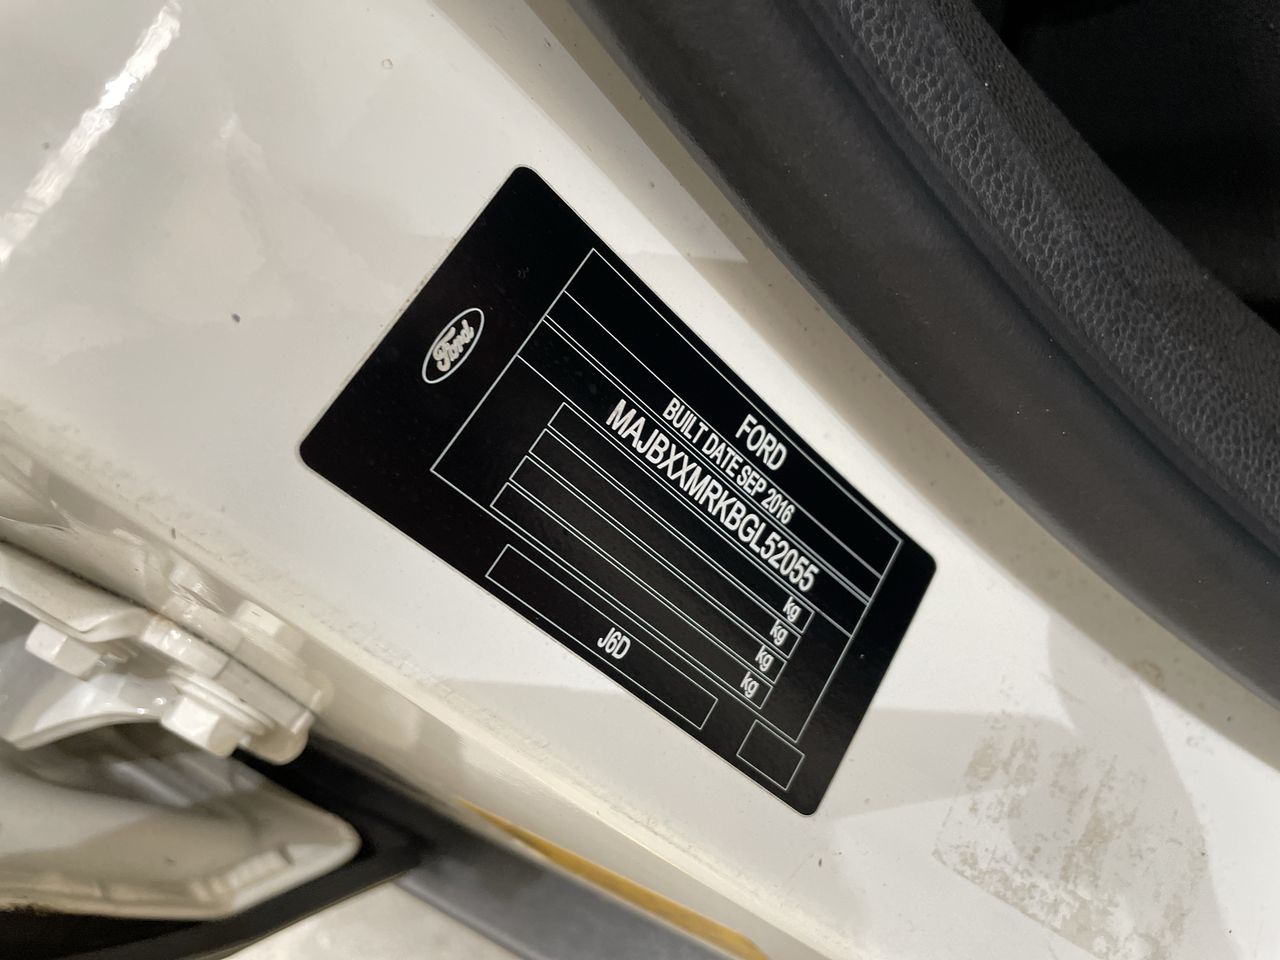 Ford
FORD
BUILT DATE SEP 2016
MAJBXXMRKBGL52055
kg
kg
kg
kg
J6D